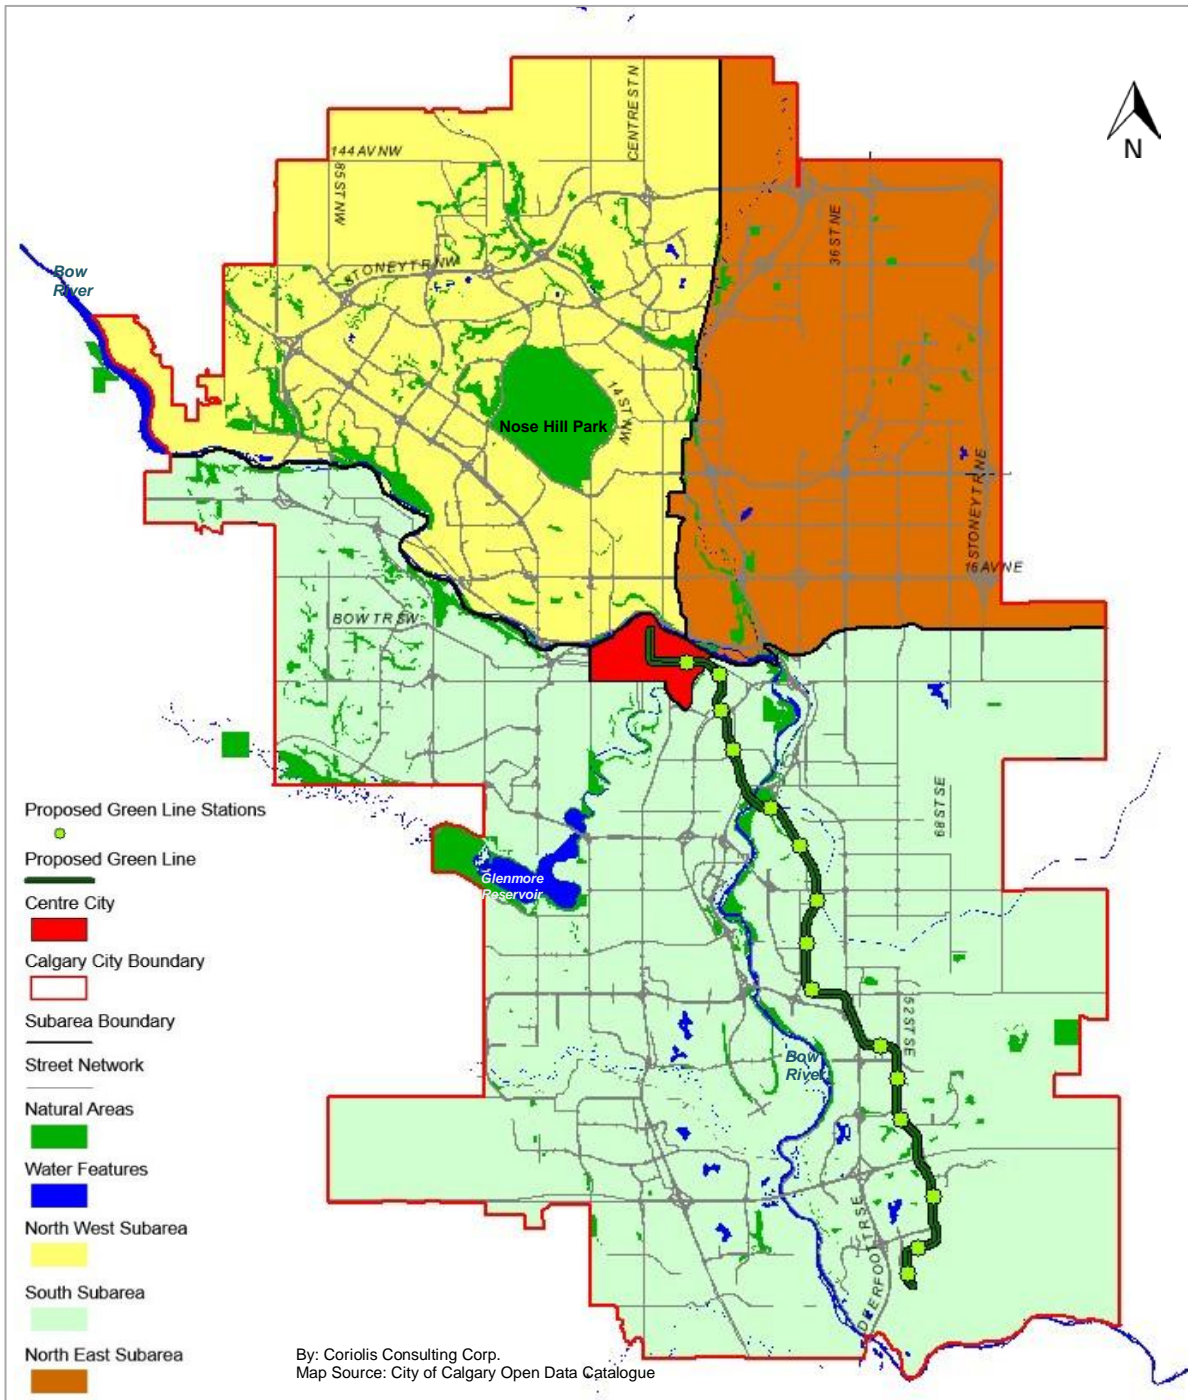 N
144 AV NW
85 ST NW
CENTRE ST N
36 ST NE
STONEY TR NW
Bow
River
14 ST NW
Nose Hill Park
STONEY TR NE
16 AV NE
BOW TR SW
68 ST SE
Glenmore
Reservoir
52 ST SE
Bow
River
DEERFOOT TR SE
Proposed Green Line Stations
Proposed Green Line
Centre City
Calgary City Boundary
Subarea Boundary
Street Network
Natural Areas
Water Features
North West Subarea
South Subarea
North East Subarea
By: Coriolis Consulting Corp.
Map Source: City of Calgary Open Data Catalogue